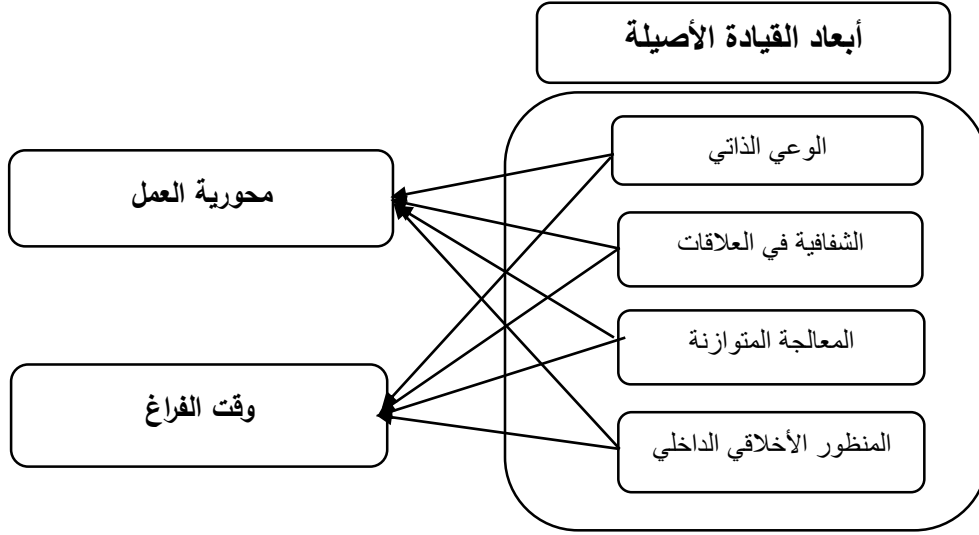 أبعاد القيادة الأصيلة
الوعي الذاتي
محورية العمل
الشفافية في العلاقات
المعالجة المتوازنة
وقت الفراغ
المنظور الأخلاقي الداخلي